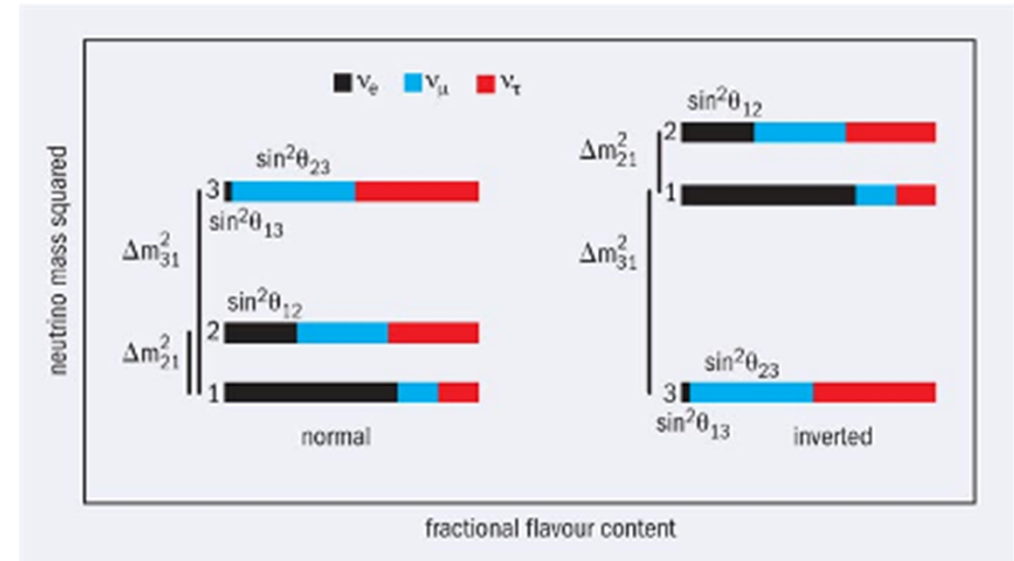 νe νμ ντ
neutrino mass squared
sin²θ23
3
sin²θ13
Δm²31
sin²θ12
2
Δm²21
1
normal
sin²θ12
2
Δm²21
1
Δm²31
sin²θ23
3
sin²θ13
inverted
fractional flavour content